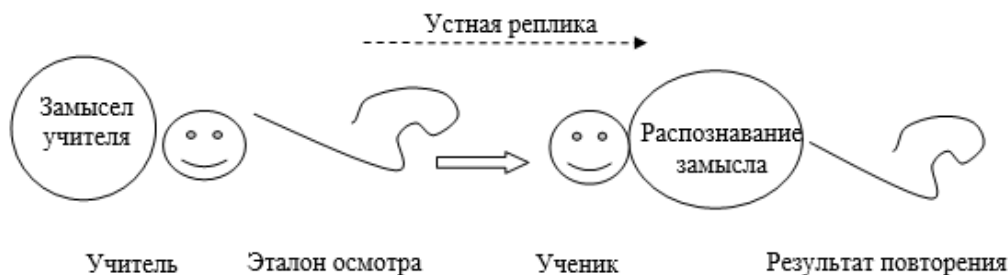 Устная реплика
Замысел
учителя
Распознавание
замысла
Учитель
Эталон осмотра
Ученик
Результат повторения